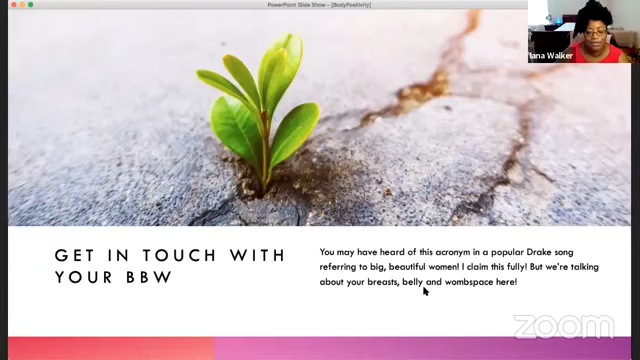 PowerPoint Slide Show - [BodyPositivity]
Walker
GET IN TOUCH WITH
YOUR BBW
You may have heard of this acronym in a popular Drake song
referring to big, beautiful women! I claim this fully! But we're talking
about your breasts, belly and wombspace here!
zoom